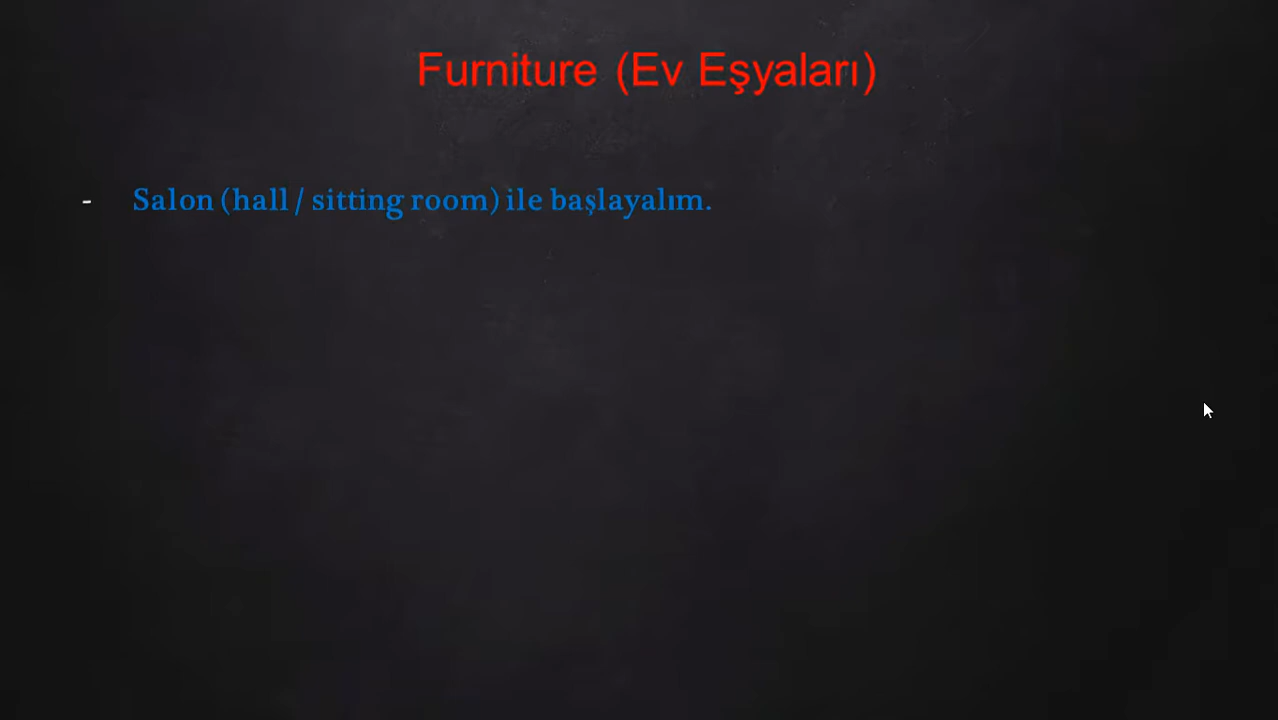 Furniture (Ev Eşyaları)
- Salon (hall / sitting room) ile başlayalım.